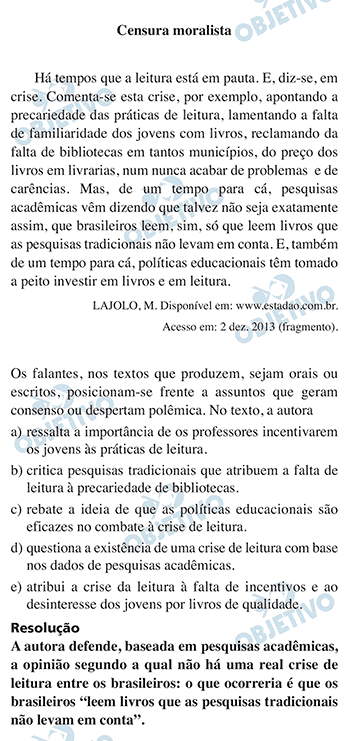 Censura moralista
Há tempos que a leitura está em pauta. E, diz-se, em
crise. Comenta-se esta crise, por exemplo, apontando a
precariedade das práticas de leitura, lamentando a falta
de familiaridade dos jovens com livros, reclamando da
falta de bibliotecas em tantos municípios, do preço dos
livros em livrarias, num nunca acabar de problemas e de
carências. Mas, de um tempo para cá, pesquisas
acadêmicas vêm dizendo que talvez não seja exatamente
assim, que brasileiros leem, sim, só que leem livros que
as pesquisas tradicionais não levam em conta. E, também
de um tempo para cá, políticas educacionais têm tomado
a peito investir em livros e em leitura.
LAJOLO, M. Disponível em: www.estadao.com.br.
Acesso em: 2 dez. 2013 (fragmento).
Os falantes, nos textos que produzem, sejam orais ou
escritos, posicionam-se frente a assuntos que geram
consenso ou despertam polêmica. No texto, a autora
a) ressalta a importância de os professores incentivarem
os jovens às práticas de leitura.
b) critica pesquisas tradicionais que atribuem a falta de
leitura à precariedade de bibliotecas.
c) rebate a ideia de que as políticas educacionais são
eficazes no combate à crise de leitura.
d) questiona a existência de uma crise de leitura com base
nos dados de pesquisas acadêmicas.
e) atribui a crise da leitura à falta de incentivos e ao
desinteresse dos jovens por livros de qualidade.
Resolução
A autora defende, baseada em pesquisas acadêmicas,
a opinião segundo a qual não há uma real crise de
leitura entre os brasileiros: o que ocorreria é que os
brasileiros “leem livros que as pesquisas tradicionais
não levam em conta”.
OBJETIVO
OBJETIVO
OBJETIVO
OBJETIVO
OBJETIVO
OBJETIVO
OBJETIVO
OBJETIVO